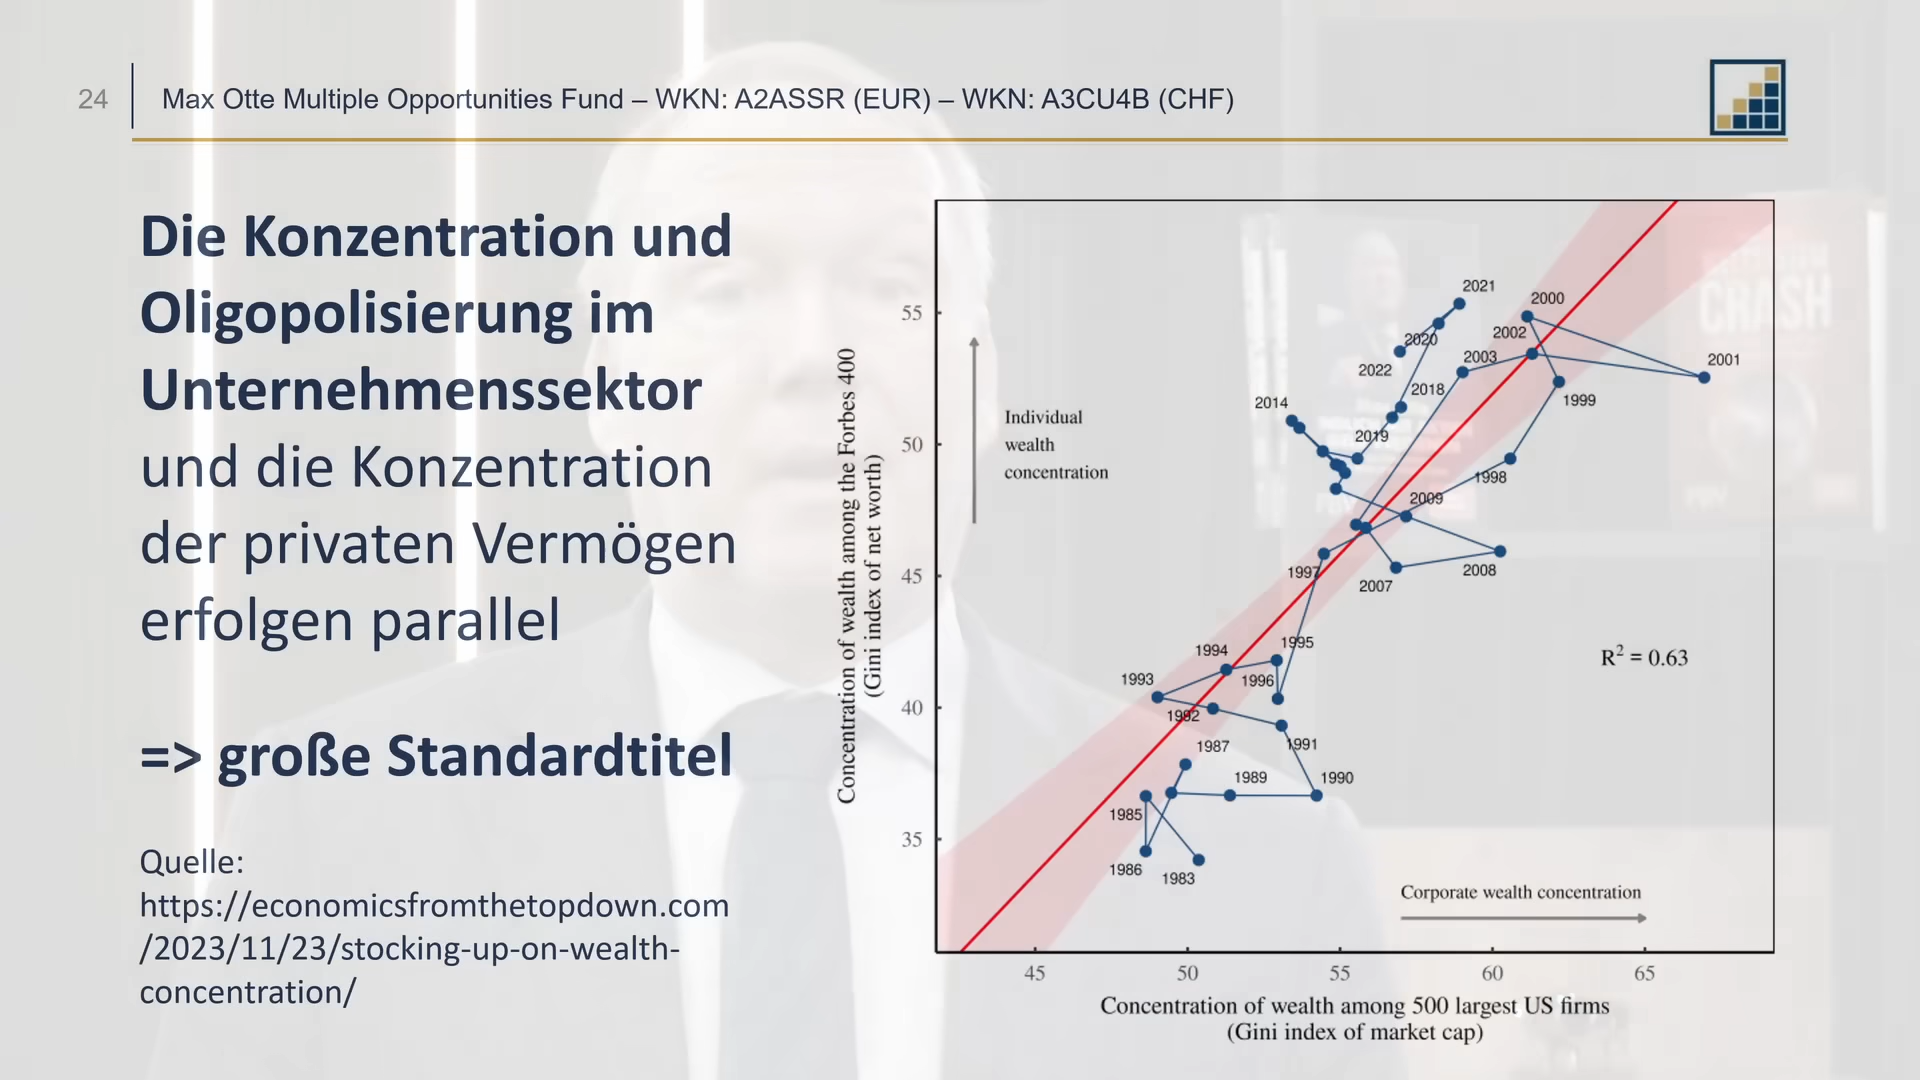 24
Max Otte Multiple Opportunities Fund – WKN: A2ASSR (EUR) – WKN: A3CU4B (CHF)
Die Konzentration und
Oligopolisierung im
Unternehmenssektor
und die Konzentration
der privaten Vermögen
erfolgen parallel
=> große Standardtitel
Quelle:
https://economicsfromthetopdown.com
/2023/11/23/stocking-up-on-wealth-
concentration/
Concentration of wealth among the Forbes 400
(Gini index of net worth)
55
50
45
40
35
Individual
wealth
concentration
2021
2000
2020
2002
2003
2001
2022
2018
2014
1999
2019
1998
2009
1997
2007
2008
1995
1994
1996
1993
1992
1991
1987
1989
1990
1985
1986
1983
R² = 0.63
Corporate wealth concentration
45
50
55
60
65
Concentration of wealth among 500 largest US firms
(Gini index of market cap)
CRASH